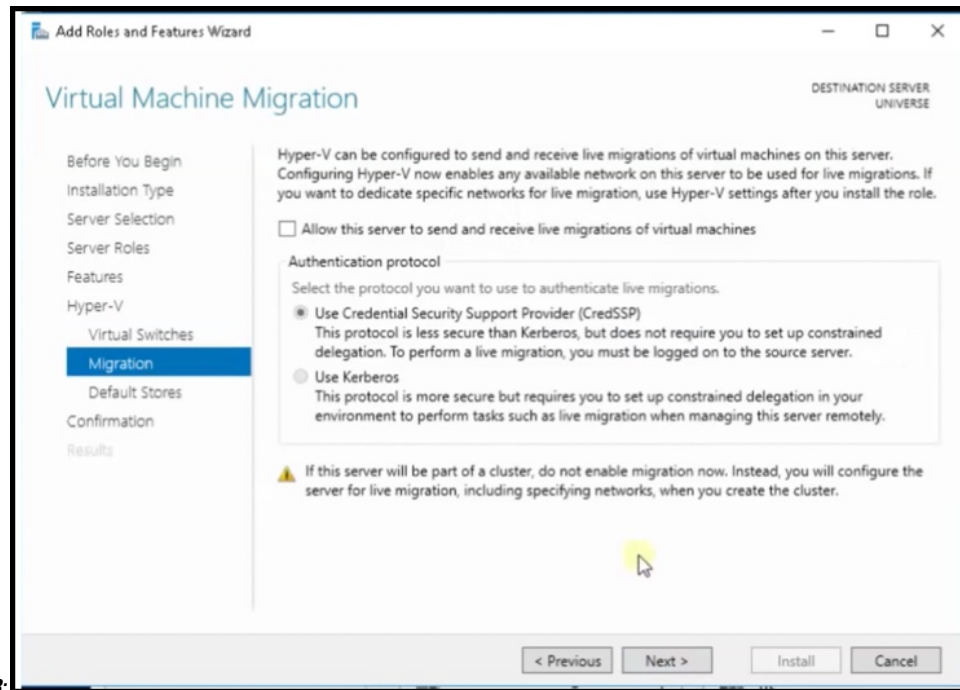 Add Roles and Features Wizard
Virtual Machine Migration
DESTINATION SERVER
UNIVERSE
Before You Begin
Installation Type
Server Selection
Server Roles
Features
Hyper-V
Virtual Switches
Migration
Default Stores
Confirmation
Results
Hyper-V can be configured to send and receive live migrations of virtual machines on this server.
Configuring Hyper-V now enables any available network on this server to be used for live migrations. If
you want to dedicate specific networks for live migration, use Hyper-V settings after you install the role.
Allow this server to send and receive live migrations of virtual machines
Authentication protocol
Select the protocol you want to use to authenticate live migrations.
Use Credential Security Support Provider (CredSSP)
This protocol is less secure than Kerberos, but does not require you to set up constrained
delegation. To perform a live migration, you must be logged on to the source server.
Use Kerberos
This protocol is more secure but requires you to set up constrained delegation in your
environment to perform tasks such as live migration when managing this server remotely.
If this server will be part of a cluster, do not enable migration now. Instead, you will configure the
server for live migration, including specifying networks, when you create the cluster.
< Previous
Next >
Install
Cancel